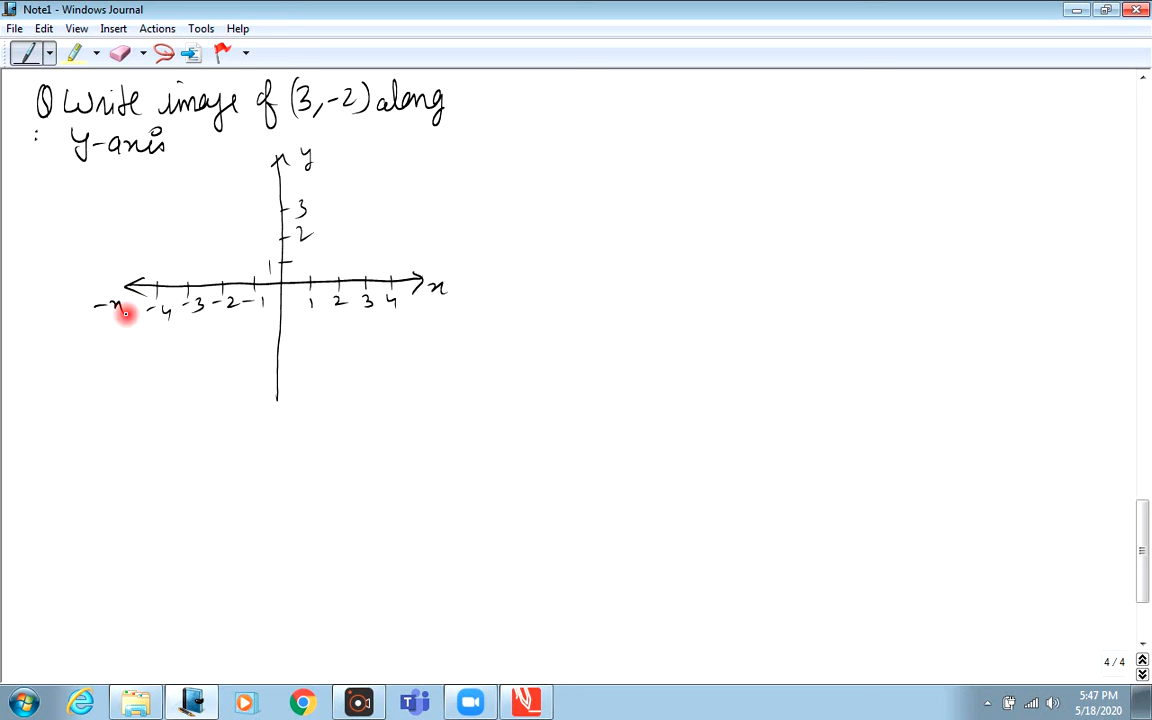 Note1 - Windows Journal
File Edit View Insert Actions Tools Help
Q Write image of (3,-2) along
: Y-axis
y
3
2
1
-x -4 -3 -2 -1 1 2 3 4 x
4 / 4
5:47 PM
5/18/2020